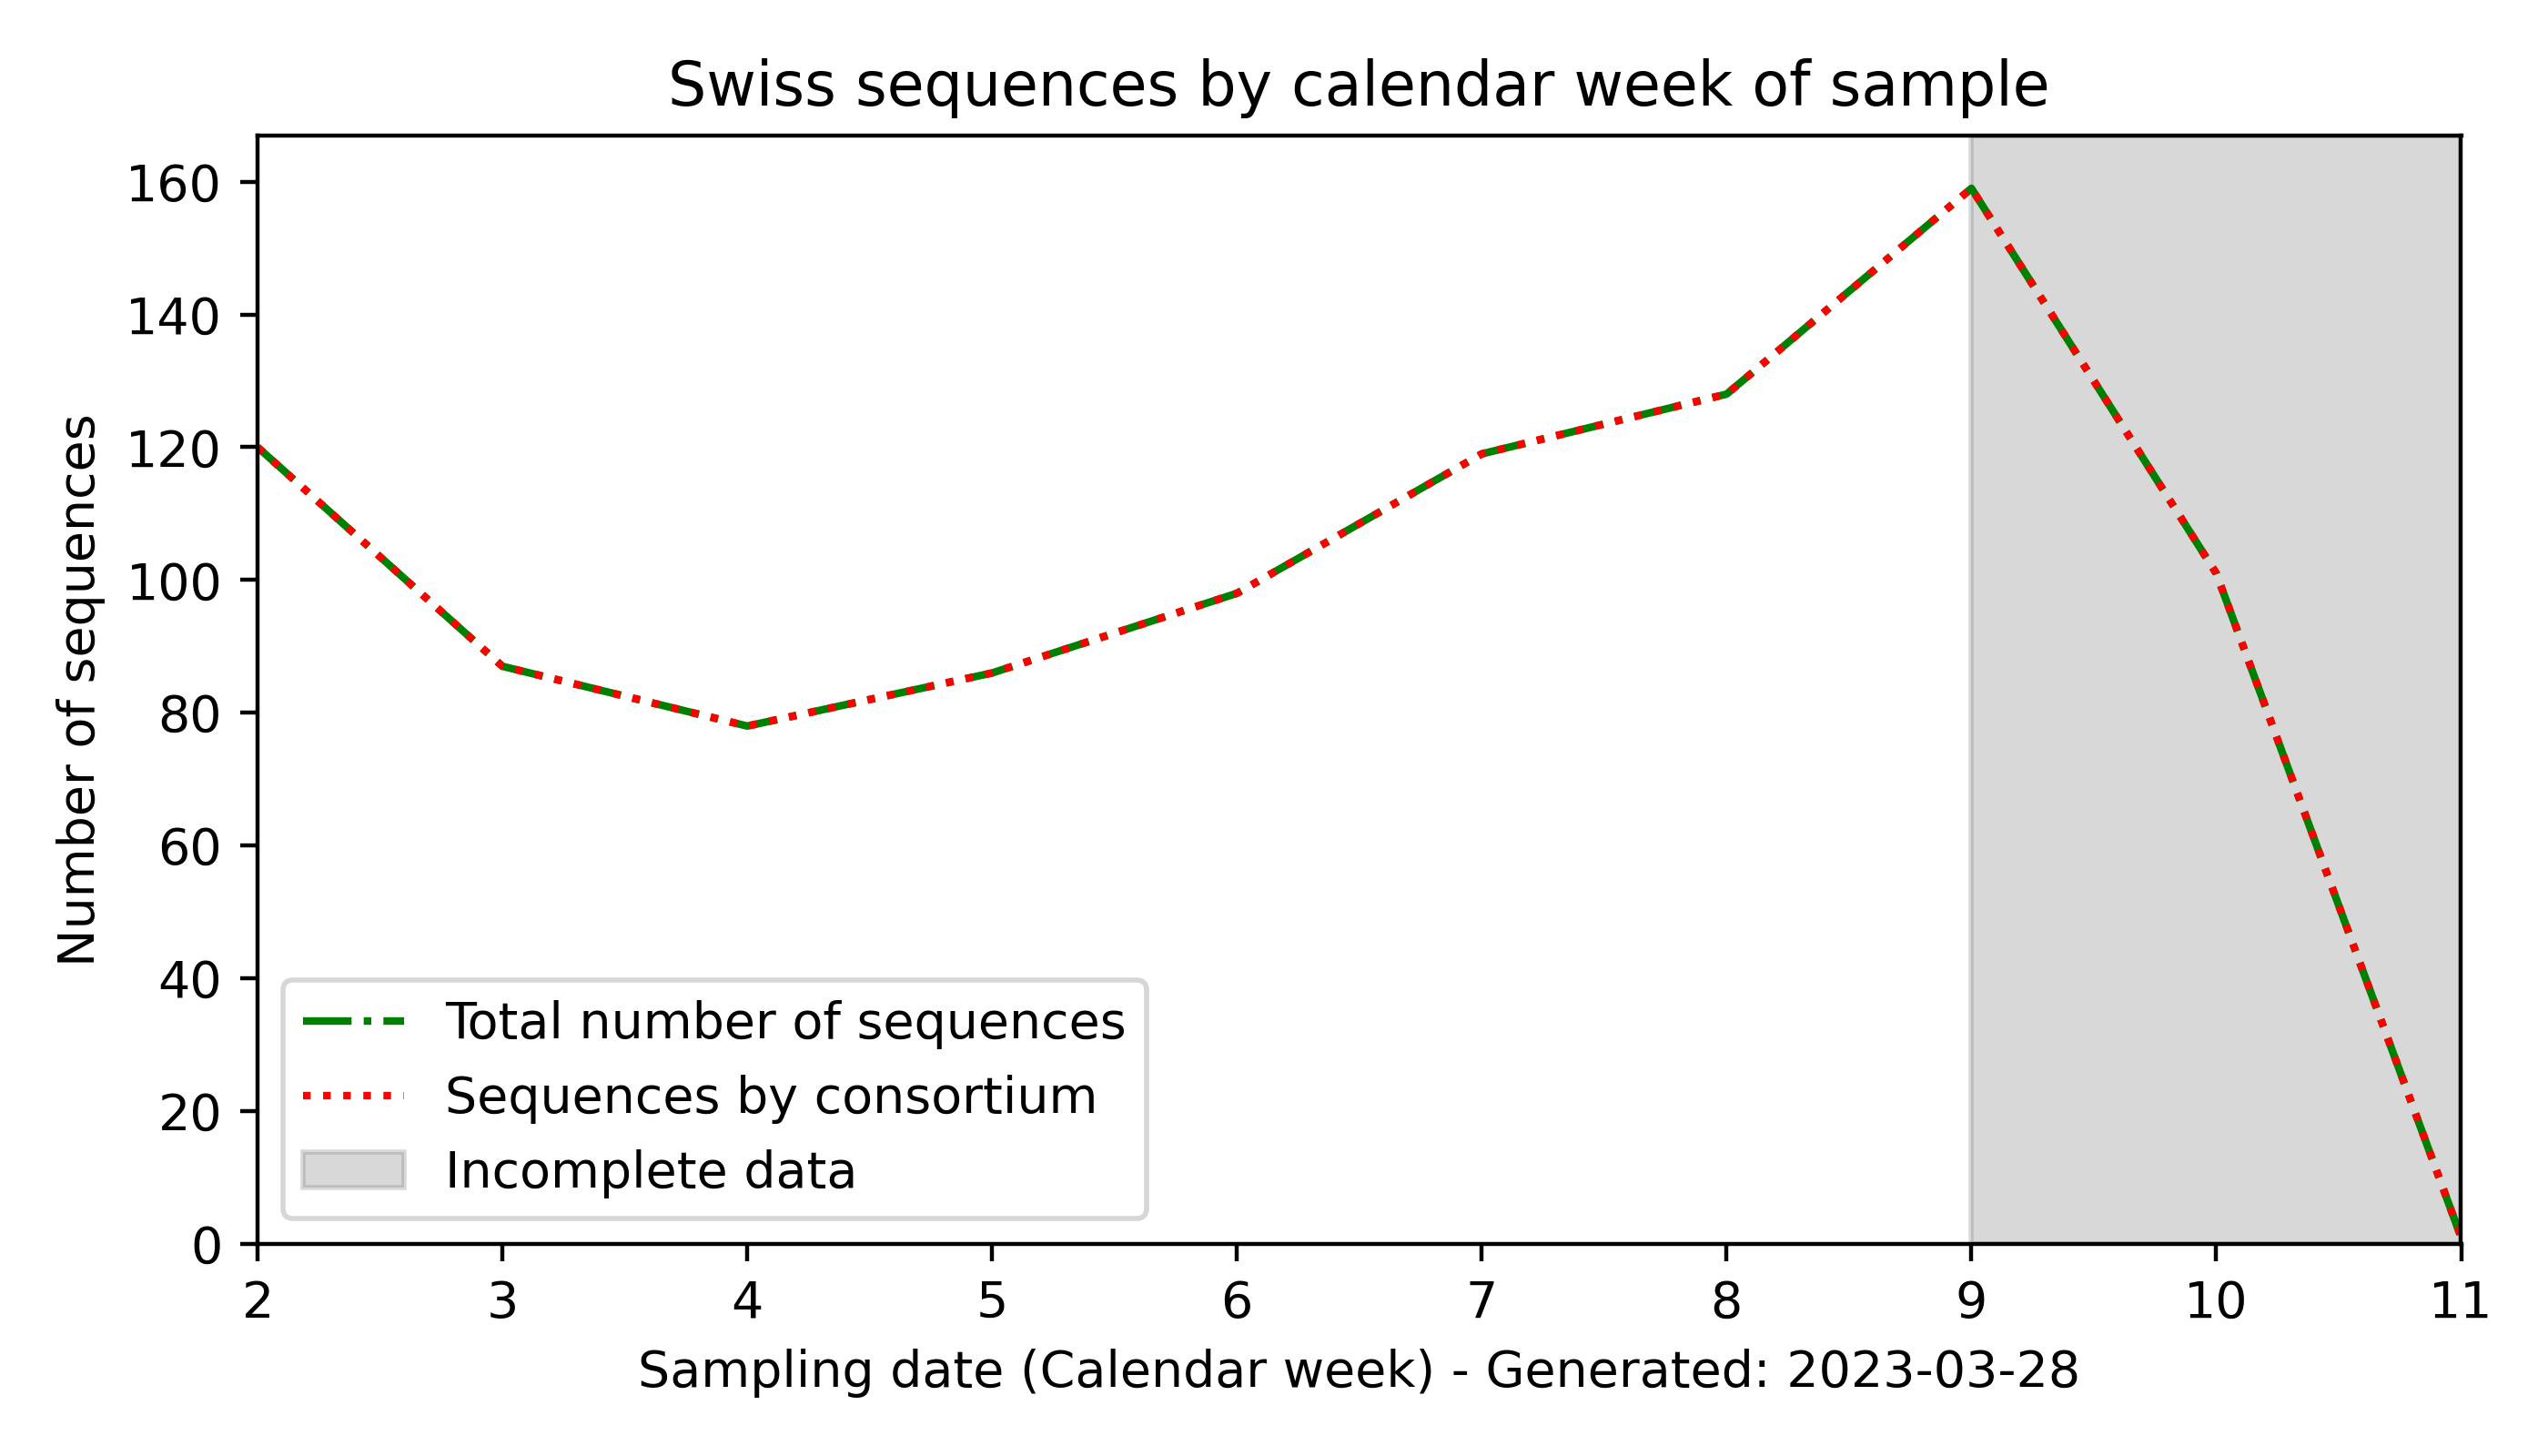 Swiss sequences by calendar week of sample
Number of sequences
160
140
120
100
80
60
40
20
0
Total number of sequences
Sequences by consortium
Incomplete data
2 3 4 5 6 7 8 9 10 11
Sampling date (Calendar week) - Generated: 2023-03-28